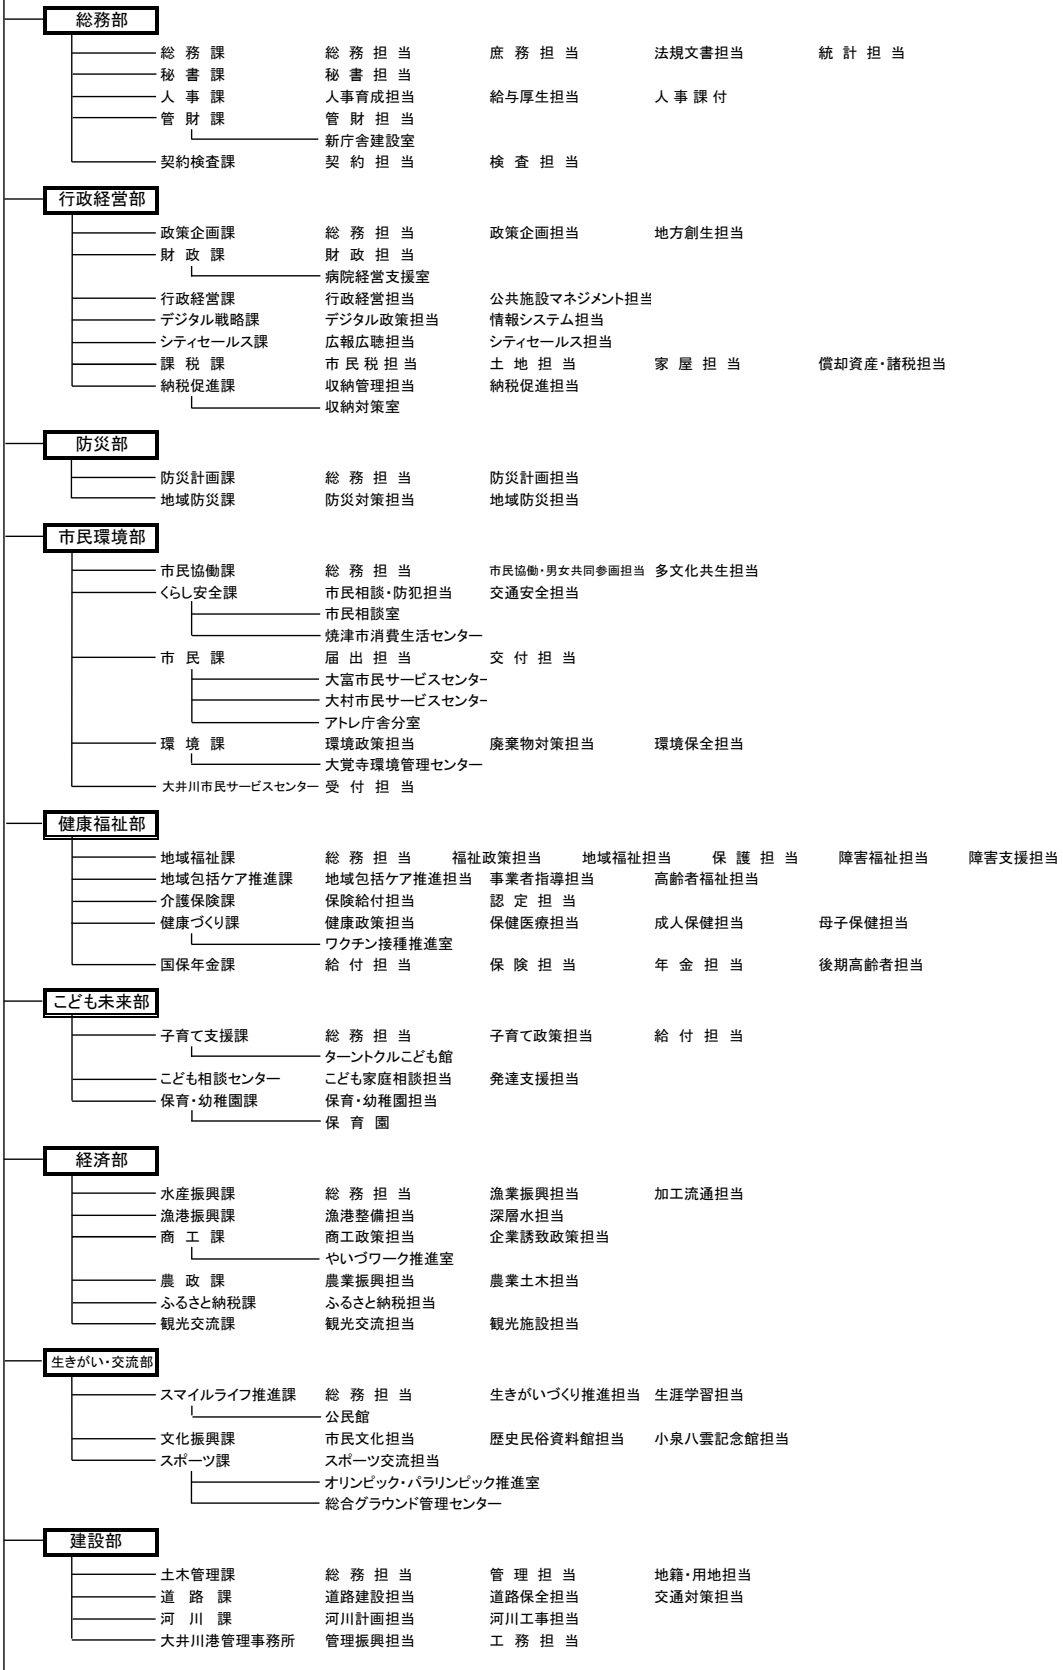 総務部
総務課 総務担当 庶務担当 法規文書担当 統計担当
秘書課 秘書担当
人事課 人事育成担当 給与厚生担当 人事課付
管財課 管財担当
新庁舎建設室
契約検査課 契約担当 検査担当
行政経営部
政策企画課 総務担当 政策企画担当 地方創生担当
財政課 財政担当
病院経営支援室
行政経営課 行政経営担当 公共施設マネジメント担当
デジタル戦略課 デジタル政策担当 情報システム担当
シティセールス課 広報広聴担当 シティセールス担当
課税課 市民税担当 土地担当 家屋担当 償却資産・諸税担当
納税促進課 収納管理担当 納税促進担当
収納対策室
防災部
防災計画課 総務担当 防災計画担当
地域防災課 防災対策担当 地域防災担当
市民環境部
市民協働課 総務担当 市民協働・男女共同参画担当 多文化共生担当
くらし安全課 市民相談・防犯担当 交通安全担当
市民相談室
焼津市消費生活センター
市民課 届出担当 交付担当
大富市民サービスセンター
大村市民サービスセンター
アトレ庁舎分室
環境課 環境政策担当 廃棄物対策担当 環境保全担当
大覚寺環境管理センター
大井川市民サービスセンター 受付担当
健康福祉部
地域福祉課 総務担当 福祉政策担当 地域福祉担当 保護担当 障害福祉担当 障害支援担当
地域包括ケア推進課 地域包括ケア推進担当 事業者指導担当 高齢者福祉担当
介護保険課 保険給付担当 認定担当
健康づくり課 健康政策担当 保健医療担当 成人保健担当 母子保健担当
ワクチン接種推進室
国保年金課 給付担当 保険担当 年金担当 後期高齢者担当
こども未来部
子育て支援課 総務担当 子育て政策担当 給付担当
ターントクルこども館
こども相談センター こども家庭相談担当 発達支援担当
保育・幼稚園課 保育・幼稚園担当
保育園
経済部
水産振興課 総務担当 漁業振興担当 加工流通担当
漁港振興課 漁港整備担当 深層水担当
商工課 商工政策担当 企業誘致政策担当
やいづワーク推進室
農政課 農業振興担当 農業土木担当
ふるさと納税課 ふるさと納税担当
観光交流課 観光交流担当 観光施設担当
生きがい・交流部
スマイルライフ推進課 総務担当 生きがいづくり推進担当 生涯学習担当
公民館
文化振興課 市民文化担当 歴史民俗資料館担当 小泉八雲記念館担当
スポーツ課 スポーツ交流担当
オリンピック・パラリンピック推進室
総合グラウンド管理センター
建設部
土木管理課 総務担当 管理担当 地籍・用地担当
道路課 道路建設担当 道路保全担当 交通対策担当
河川課 河川計画担当 河川工事担当
大井川港管理事務所 管理振興担当 工務担当